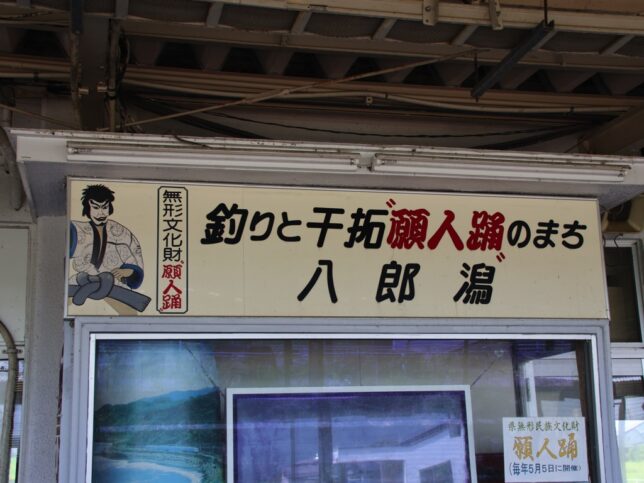 無形文化財"願人踊"
釣りと干拓"願人踊"のまち
八郎潟
県無形民族文化財
願人踊
(毎年5月5日に開催)